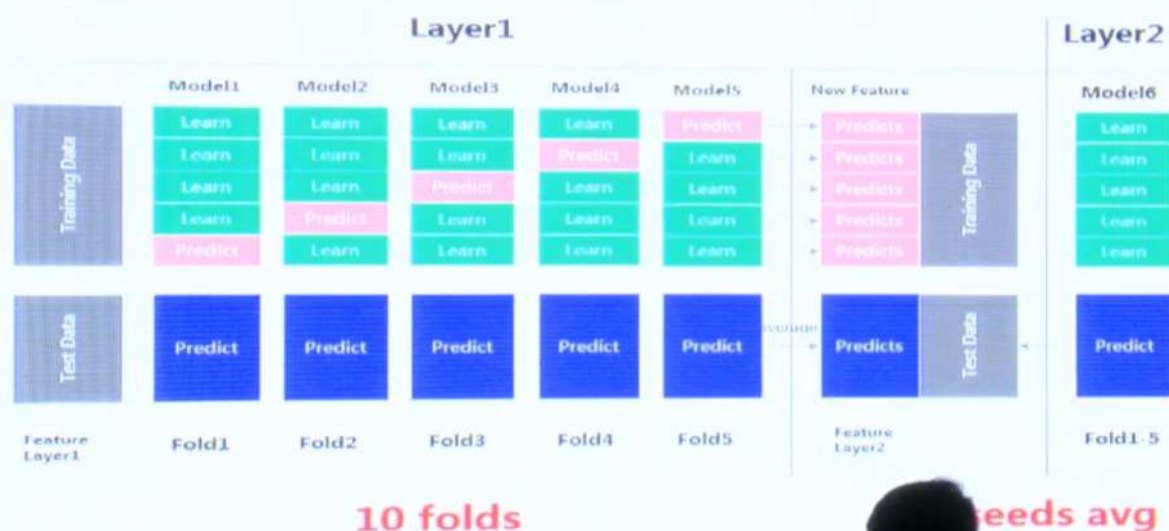 Layer1
Layer2
Model1 Model2 Model3 Model4 Model5 New Feature Model6
Training Data
Learn Learn Learn Learn Predict Predicts Learn
Learn Learn Learn Predict Learn Predicts Learn
Learn Learn Predict Learn Learn Predicts Learn
Learn Predict Learn Learn Learn Predicts Learn
Predict Learn Learn Learn Learn Predicts Learn
Training Data
Test Data
Predict Predict Predict Predict Predict average Predicts
Test Data
Predict
Feature
Layer1
Fold1 Fold2 Fold3 Fold4 Fold5
Feature
Layer2
Fold1-5
10 folds
seeds avg